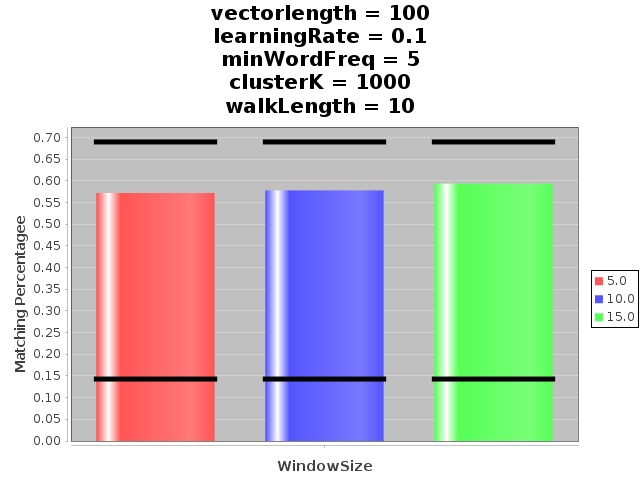 vectorlength = 100
learningRate = 0.1
minWordFreq = 5
clusterK = 1000
walkLength = 10
Matching Percentagee
0.70
0.65
0.60
0.55
0.50
0.45
0.40
0.35
0.30
0.25
0.20
0.15
0.10
0.05
0.00
5.0
10.0
15.0
WindowSize